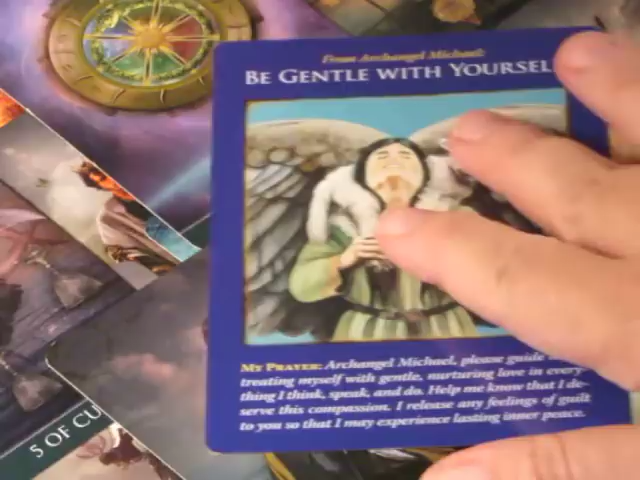 From Archangel Michael:
BE GENTLE WITH YOURSEL
MY PRAYER: Archangel Michael, please guide
treating myself with gentle, nurturing love in every-
thing I think, speak, and do. Help me know that I de-
serve this compassion. I release any feelings of guilt
to you so that I may experience lasting inner peace.
5 OF CU